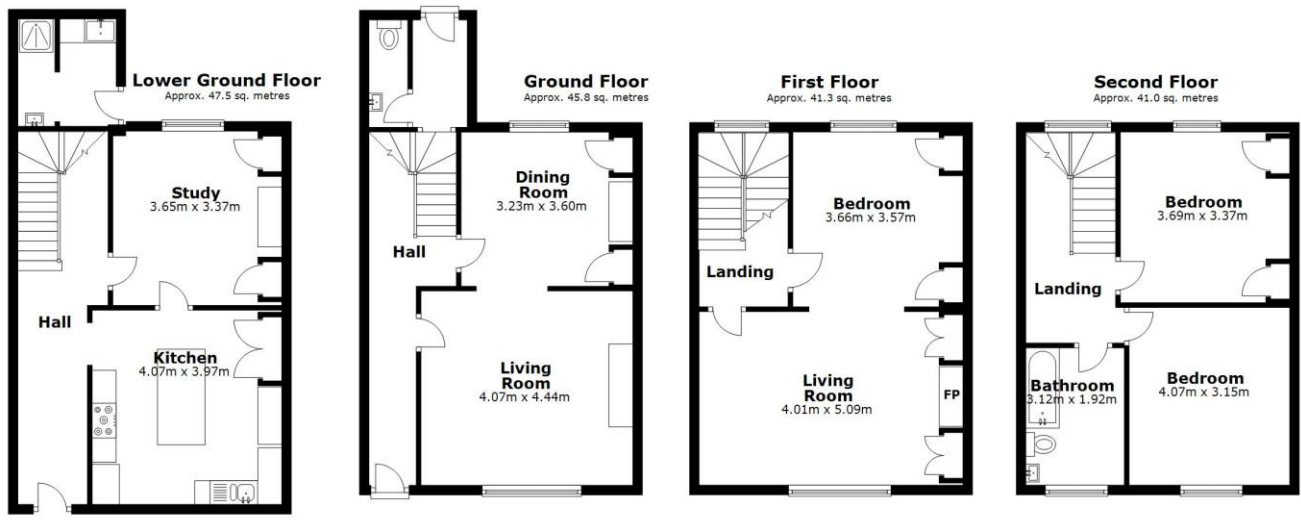 Lower Ground Floor
Approx. 47.5 sq. metres
Study
3.65m x 3.37m
Hall
Kitchen
4.07m x 3.97m
Ground Floor
Approx. 45.8 sq. metres
Dining
Room
3.23m x 3.60m
Hall
Living
Room
4.07m x 4.44m
First Floor
Approx. 41.3 sq. metres
Bedroom
3.66m x 3.57m
Landing
Living
Room
4.01m x 5.09m
FP
Second Floor
Approx. 41.0 sq. metres
Bedroom
3.69m x 3.37m
Landing
Bathroom
3.12m x 1.92m
Bedroom
4.07m x 3.15m